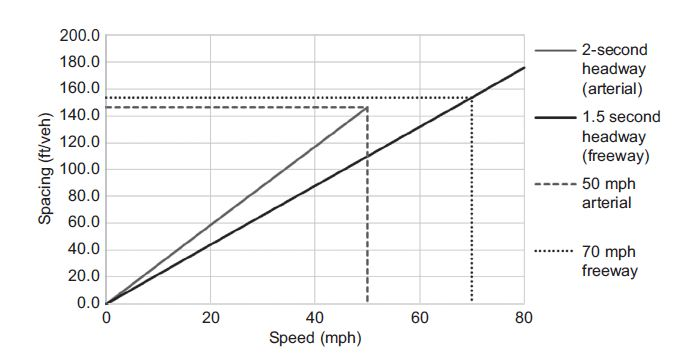 200.0
180.0
160.0
140.0
120.0
100.0
80.0
60.0
40.0
20.0
0.0
Spacing (ft/veh)
0 20 40 60 80
Speed (mph)
2-second
headway
(arterial)
1.5 second
headway
(freeway)
50 mph
arterial
70 mph
freeway